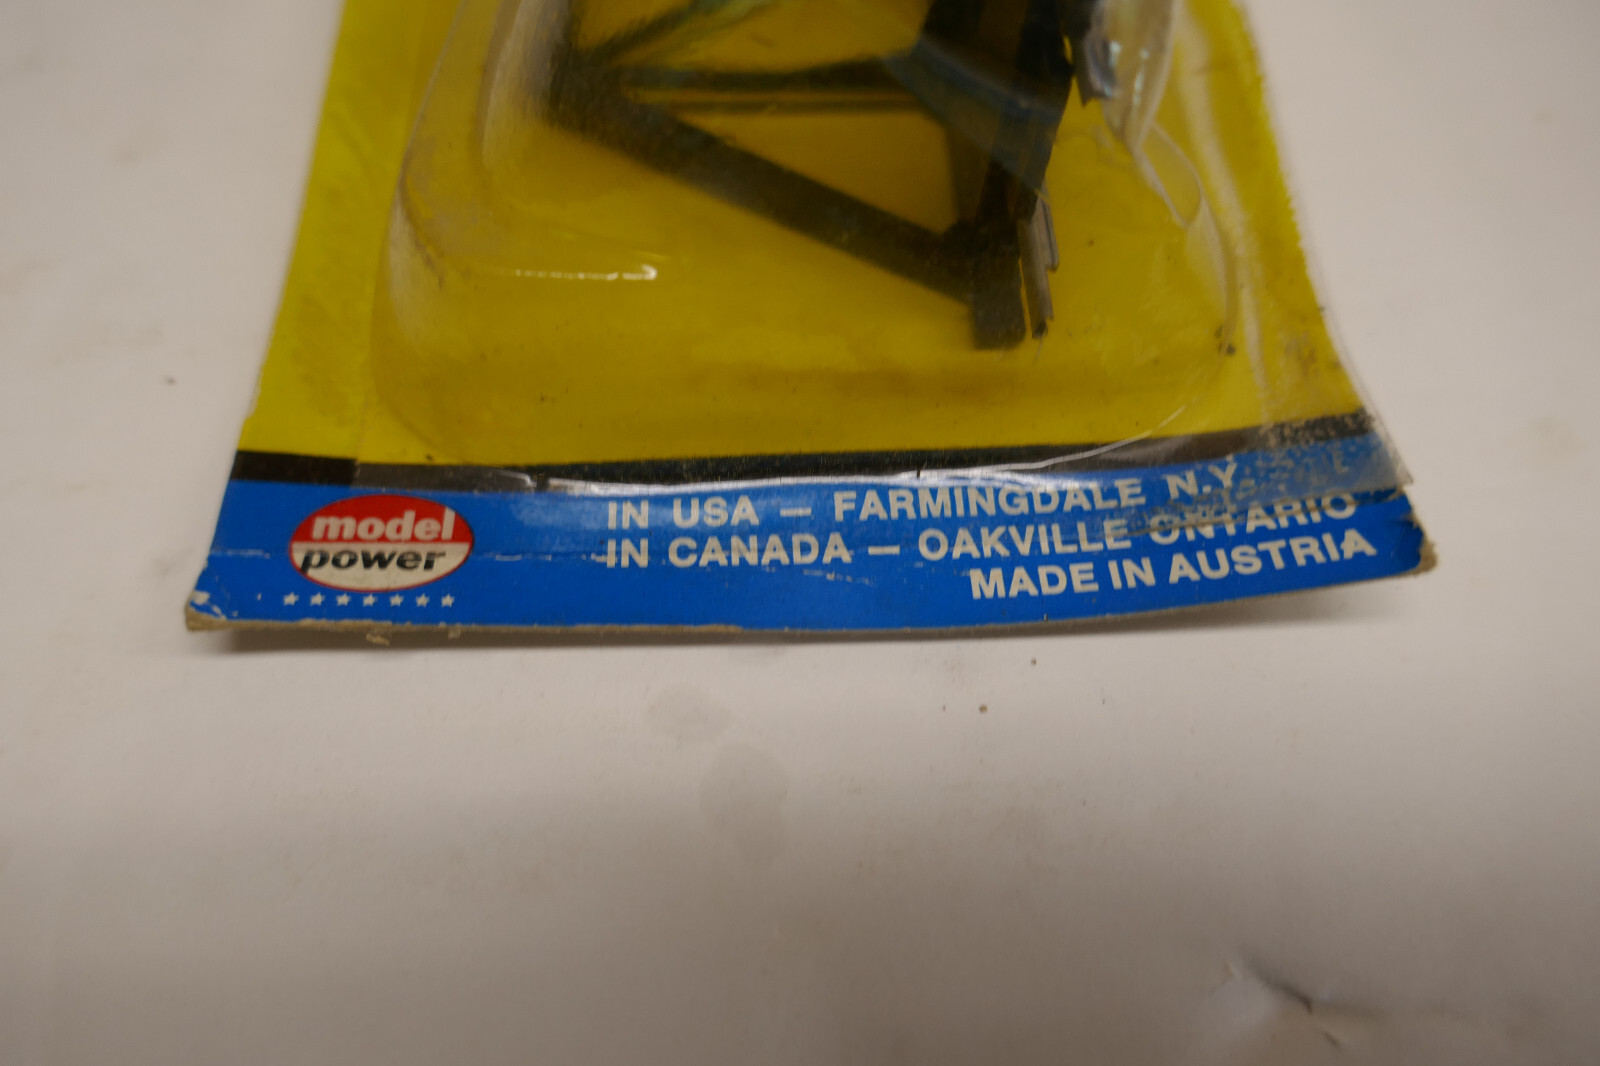 model
power
IN USA — FARMINGDALE N.Y
IN CANADA — OAKVILLE ONTARIO
MADE IN AUSTRIA